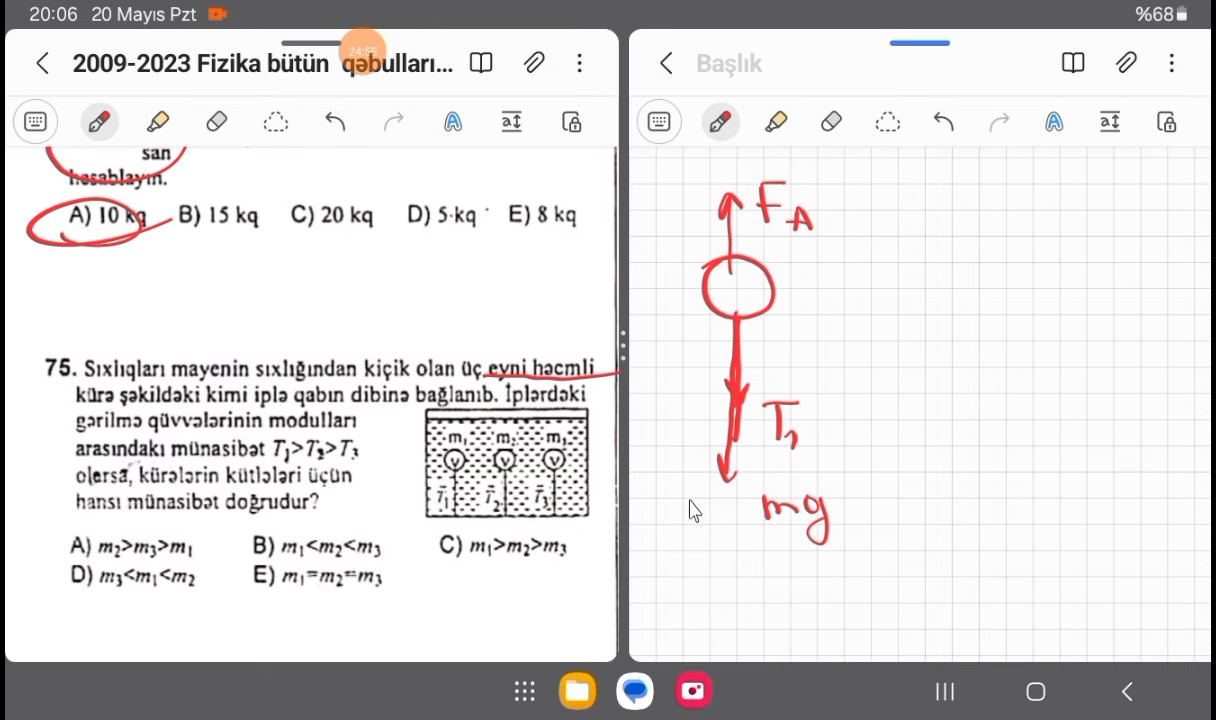 20:06 20 Mayıs Pzt
%68
24:55
2009-2023 Fizika bütün qəbulları...
san
hesablayın.
A) 10 kq B) 15 kq C) 20 kq D) 5·kq E) 8 kq
75. Sıxlıqları mayenin sıxlığından kiçik olan üç eyni həcmli
kürə şəkildəki kimi iplə qabın dibinə bağlanıb. İplərdəki
gərilmə qüvvələrinin modulları
arasındakı münasibət T₁>T₂>T₃
olarsa, kürələrin kütlələri üçün
hansı münasibət doğrudur?
m₁ m₂ m₃
V V V
T₁ T₂ T₃
A) m₂>m₃>m₁ B) m₁<m₂<m₃ C) m₁>m₂>m₃
D) m₃<m₁<m₂ E) m₁=m₂=m₃
Başlık
F_A
T₁
mg